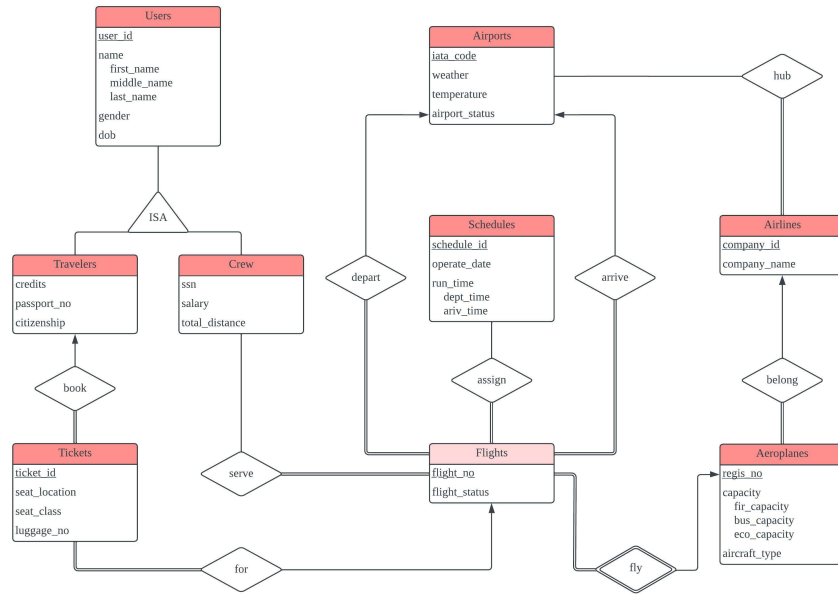 Users
user_id
name
first_name
middle_name
last_name
gender
dob
Airports
iata_code
weather
temperature
airport_status
hub
ISA
Schedules
schedule_id
operate_date
run_time
dept_time
ariv_time
Airlines
company_id
company_name
Travelers
credits
passport_no
citizenship
Crew
ssn
salary
total_distance
depart
arrive
book
assign
belong
Tickets
ticket_id
seat_location
seat_class
luggage_no
serve
Flights
flight_no
flight_status
Aeroplanes
regis_no
capacity
fir_capacity
bus_capacity
eco_capacity
aircraft_type
for
fly